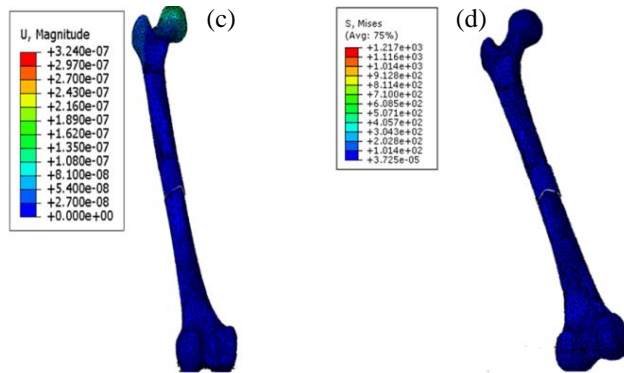 (c)
U, Magnitude
+3.240e-07
+2.970e-07
+2.700e-07
+2.430e-07
+2.160e-07
+1.890e-07
+1.620e-07
+1.350e-07
+1.080e-07
+8.100e-08
+5.400e-08
+2.700e-08
+0.000e+00
(d)
S, Mises
(Avg: 75%)
+1.217e+03
+1.116e+03
+1.014e+03
+9.128e+02
+8.114e+02
+7.100e+02
+6.085e+02
+5.071e+02
+4.057e+02
+3.043e+02
+2.028e+02
+1.014e+02
+3.725e-05